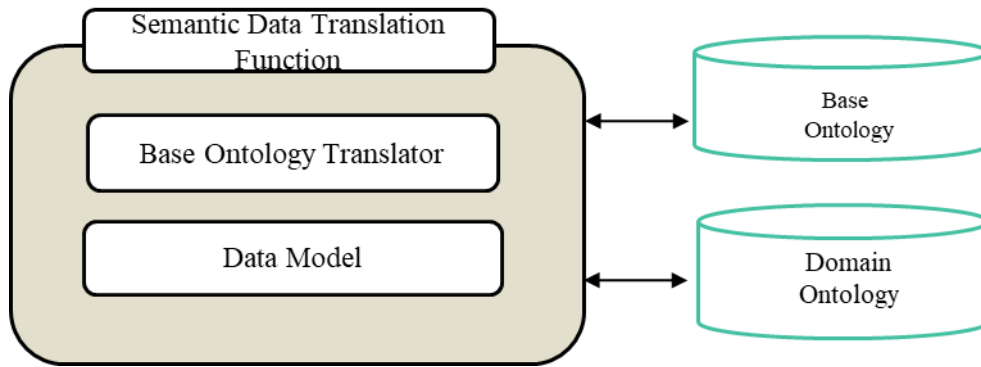 Semantic Data Translation
Function
Base Ontology Translator
Data Model
Base
Ontology
Domain
Ontology